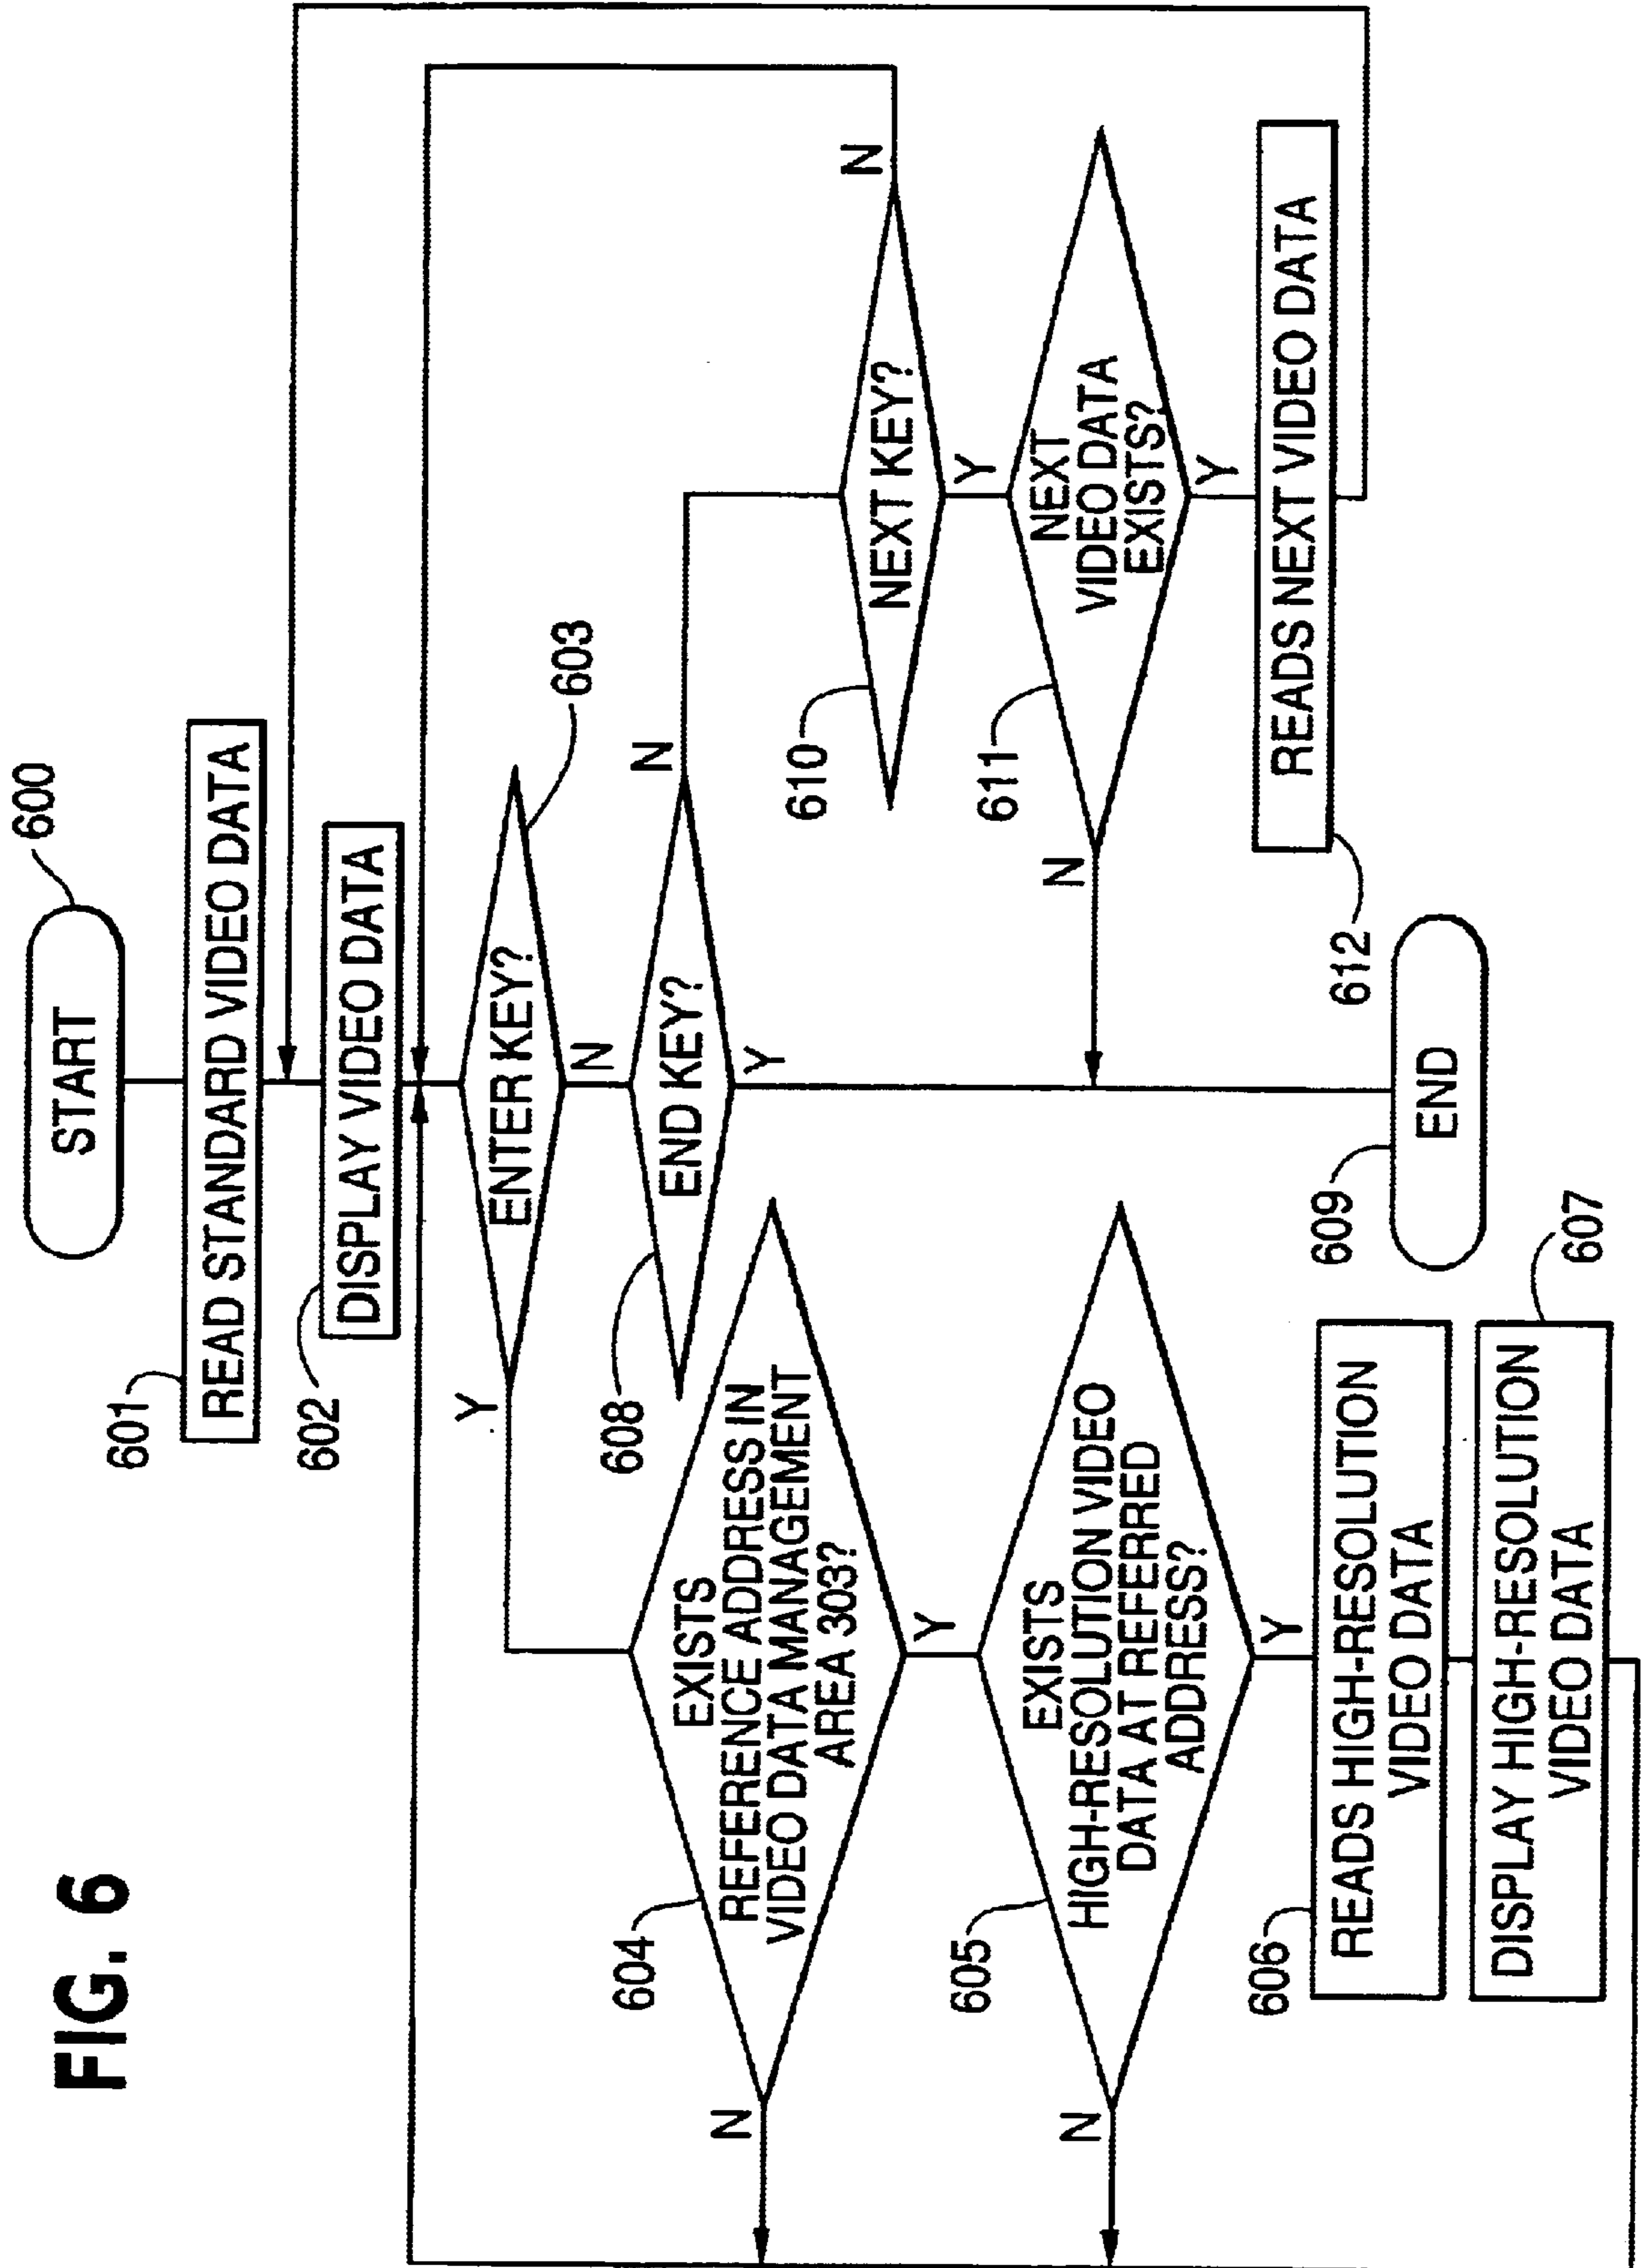 FIG. 6
START
600
601
READ STANDARD VIDEO DATA
602
DISPLAY VIDEO DATA
ENTER KEY?
603
Y
N
608
END KEY?
N
Y
604
EXISTS
REFERENCE ADDRESS IN
VIDEO DATA MANAGEMENT
AREA 303?
N
Y
605
EXISTS
HIGH-RESOLUTION VIDEO
DATA AT REFERRED
ADDRESS?
N
Y
606
READS HIGH-RESOLUTION
VIDEO DATA
607
DISPLAY HIGH-RESOLUTION
VIDEO DATA
609
END
610
NEXT KEY?
N
Y
611
NEXT
VIDEO DATA
EXISTS?
N
Y
612
READS NEXT VIDEO DATA